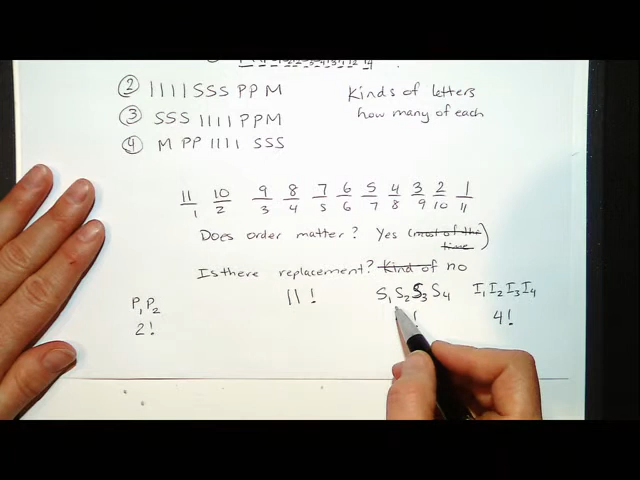 ② IIII SSS PP M
Kinds of letters
③ SSS IIII PP M
how many of each
④ M PP IIII SSS
11 10 9 8 7 6 5 4 3 2 1
1 2 3 4 5 6 7 8 9 10 11
Does order matter? Yes (most of the time)
Is there replacement? Kind of no
P₁P₂ 11! S₁S₂S₃S₄ I₁I₂I₃I₄
2! ! 4!